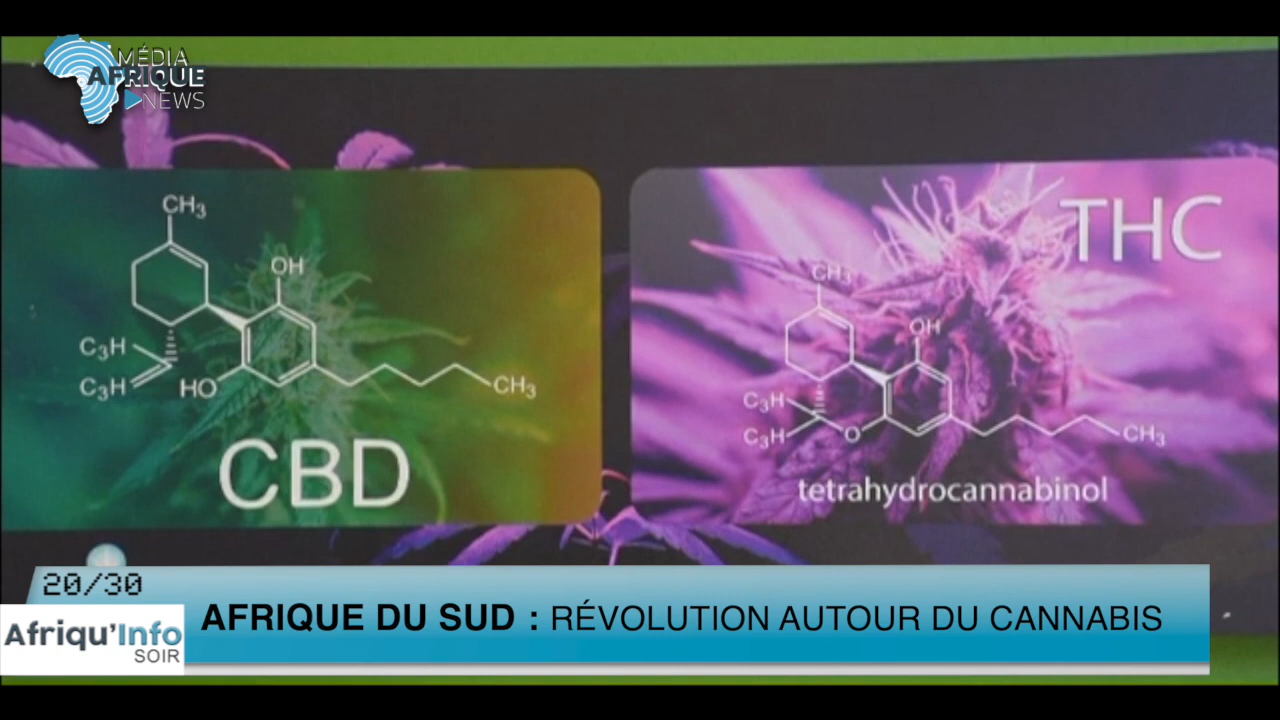 MÉDIA
AFRIQUE
NEWS
CH3
OH
C3H
C3H
HO
CH3
CBD
THC
CH3
OH
C3H
C3H
O
CH3
tetrahydrocannabinol
20/30
AFRIQUE DU SUD : RÉVOLUTION AUTOUR DU CANNABIS
Afriqu'Info
SOIR